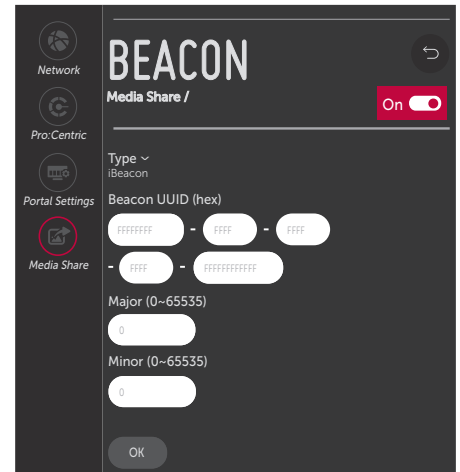 Network
Pro:Centric
Portal Settings
Media Share
BEACON
Media Share /
On
Type
iBeacon
Beacon UUID (hex)
FFFFFFFF - FFFF - FFFF
- FFFF - FFFFFFFFFFFF
Major (0~65535)
0
Minor (0~65535)
0
OK